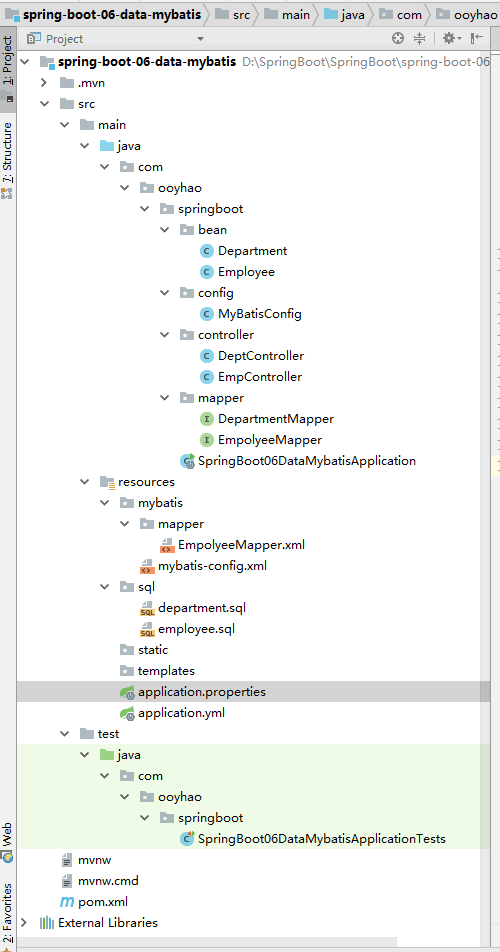 spring-boot-06-data-mybatis src main java com ooyhao
Project
spring-boot-06-data-mybatis D:\SpringBoot\SpringBoot\spring-boot-06
.mvn
src
main
java
com
ooyhao
springboot
bean
Department
Employee
config
MyBatisConfig
controller
DeptController
EmpController
mapper
DepartmentMapper
EmpolyeeMapper
SpringBoot06DataMybatisApplication
resources
mybatis
mapper
EmpolyeeMapper.xml
mybatis-config.xml
sql
department.sql
employee.sql
static
templates
application.properties
application.yml
test
java
com
ooyhao
springboot
SpringBoot06DataMybatisApplicationTests
mvnw
mvnw.cmd
pom.xml
External Libraries
1: Project
7: Structure
Web
2: Favorites